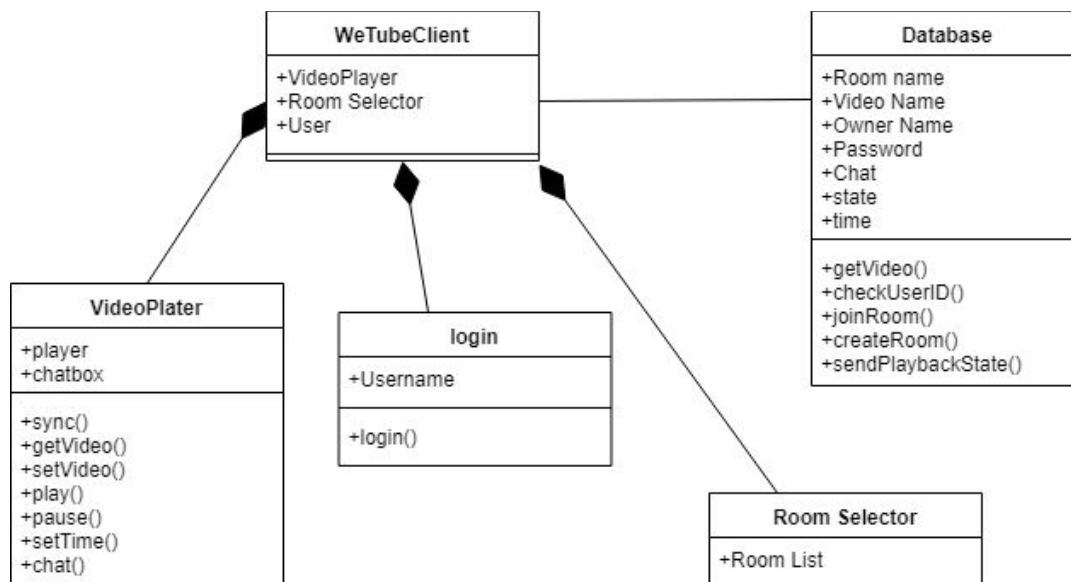 WeTubeClient
+VideoPlayer
+Room Selector
+User
Database
+Room name
+Video Name
+Owner Name
+Password
+Chat
+state
+time
+getVideo()
+checkUserID()
+joinRoom()
+createRoom()
+sendPlaybackState()
VideoPlater
+player
+chatbox
+sync()
+getVideo()
+setVideo()
+play()
+pause()
+setTime()
+chat()
login
+Username
+login()
Room Selector
+Room List